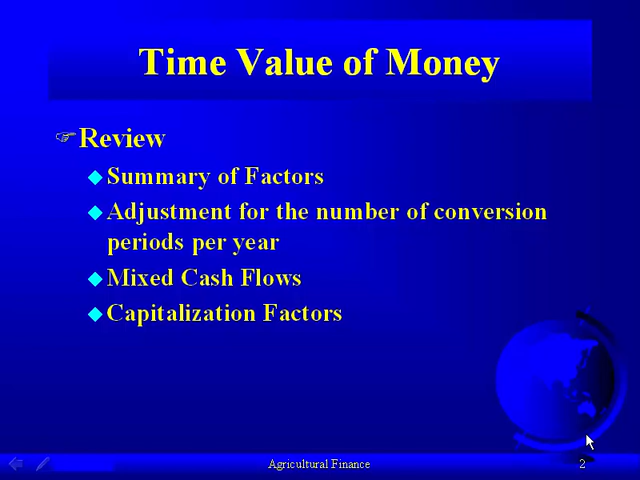 Time Value of Money
Review
Summary of Factors
Adjustment for the number of conversion
periods per year
Mixed Cash Flows
Capitalization Factors
Agricultural Finance
2